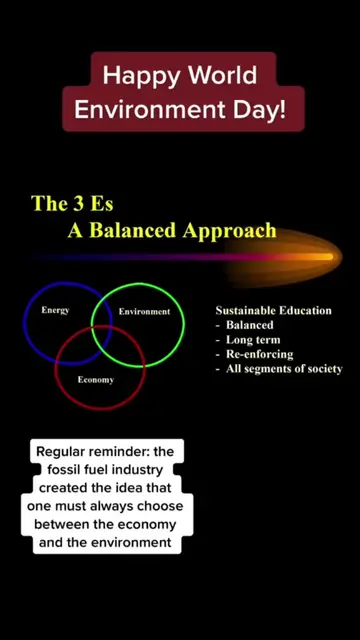 Happy World
Environment Day!
The 3 Es
A Balanced Approach
Energy
Environment
Economy
Sustainable Education
- Balanced
- Long term
- Re-enforcing
- All segments of society
Regular reminder: the
fossil fuel industry
created the idea that
one must always choose
between the economy
and the environment